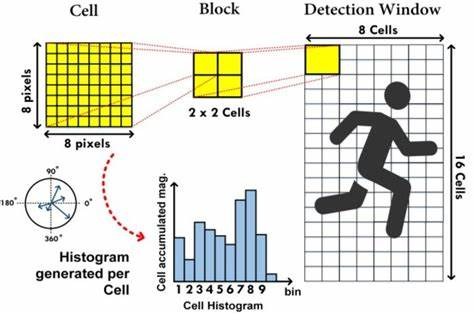 Cell
Block
Detection Window
8 Cells
8 pixels
8 pixels
2 x 2 Cells
16 Cells
90°
180°
0°
360°
Histogram
generated per
Cell
Cell accumulated mag.
1 2 3 4 5 6 7 8 9 bin
Cell Histogram